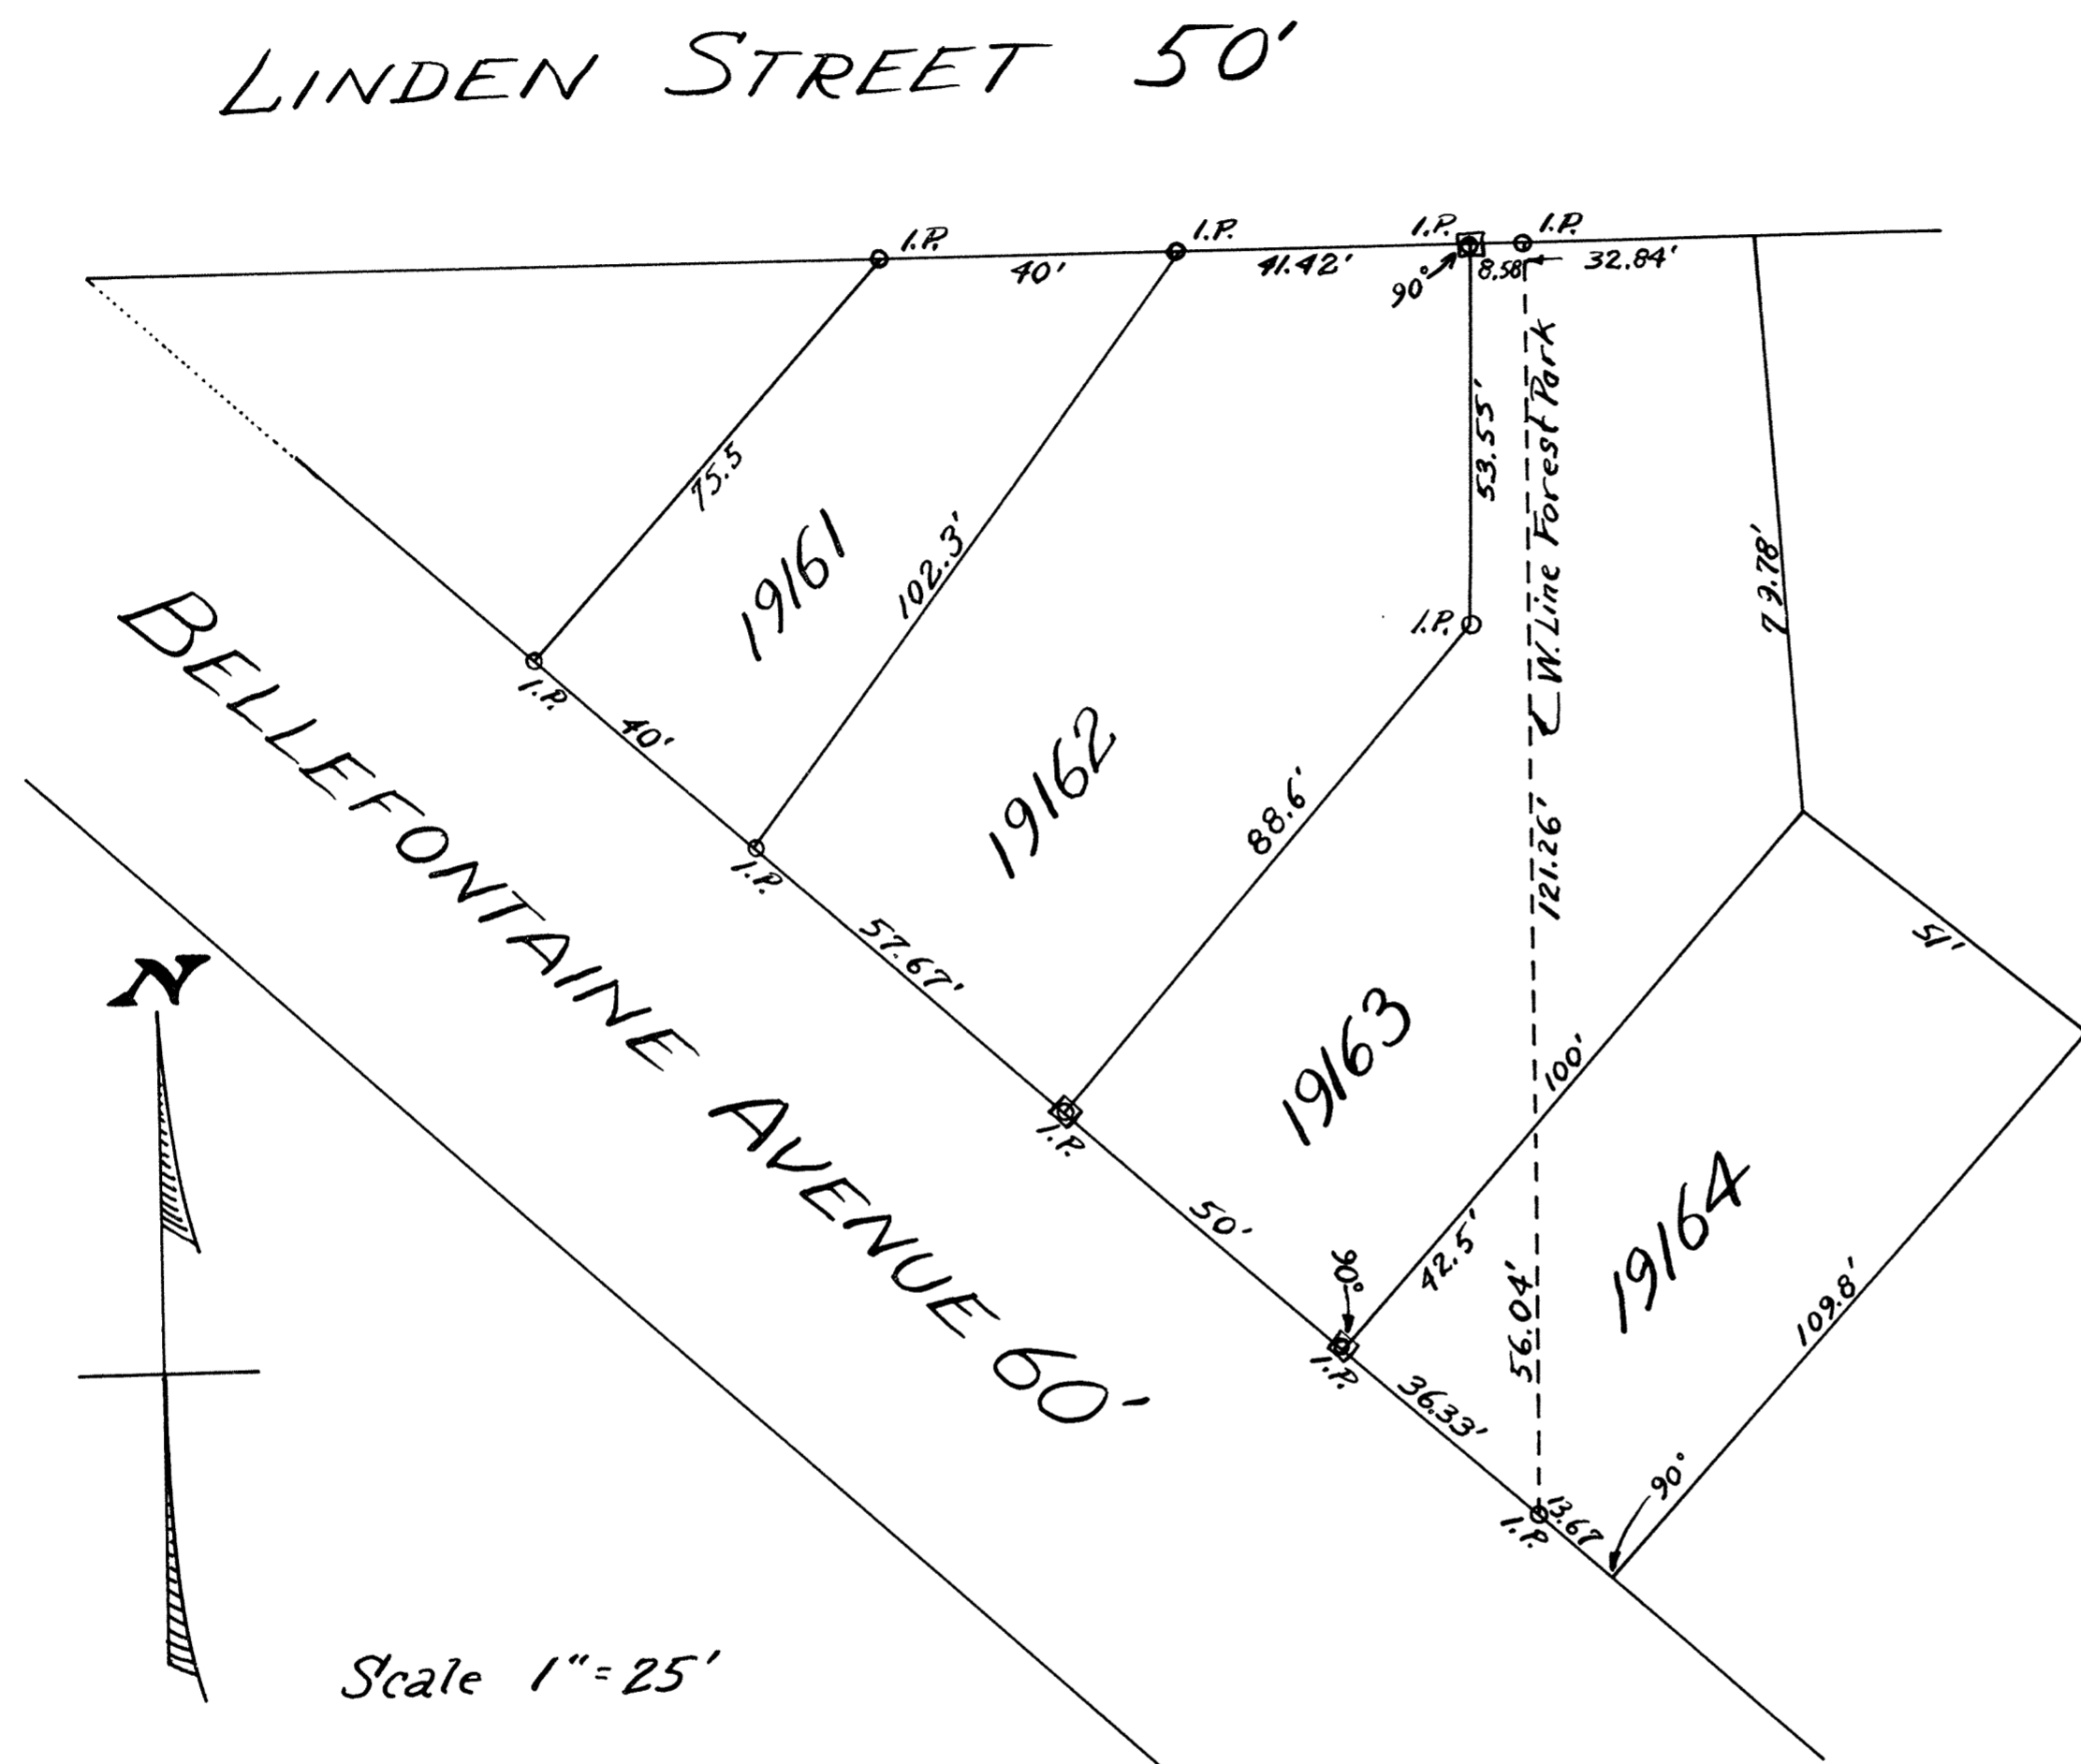 LINDEN STREET 50'
I.P.
I.P.
I.P.
I.P.
40'
41.42'
90°
8.58'
32.84'
75.5
19161
102.3'
53.55'
W. Line Forest Park
73.78'
I.P.
I.P.
40'
BELLEFONTAINE AVENUE 60'
19162
88.6'
I.P.
57.67'
121.26'
51'
N
19163
100'
I.P.
50'
90°
42.5'
19164
56.04'
109.8'
I.P.
36.33'
90°
13.67
I.P.
Scale 1"=25'